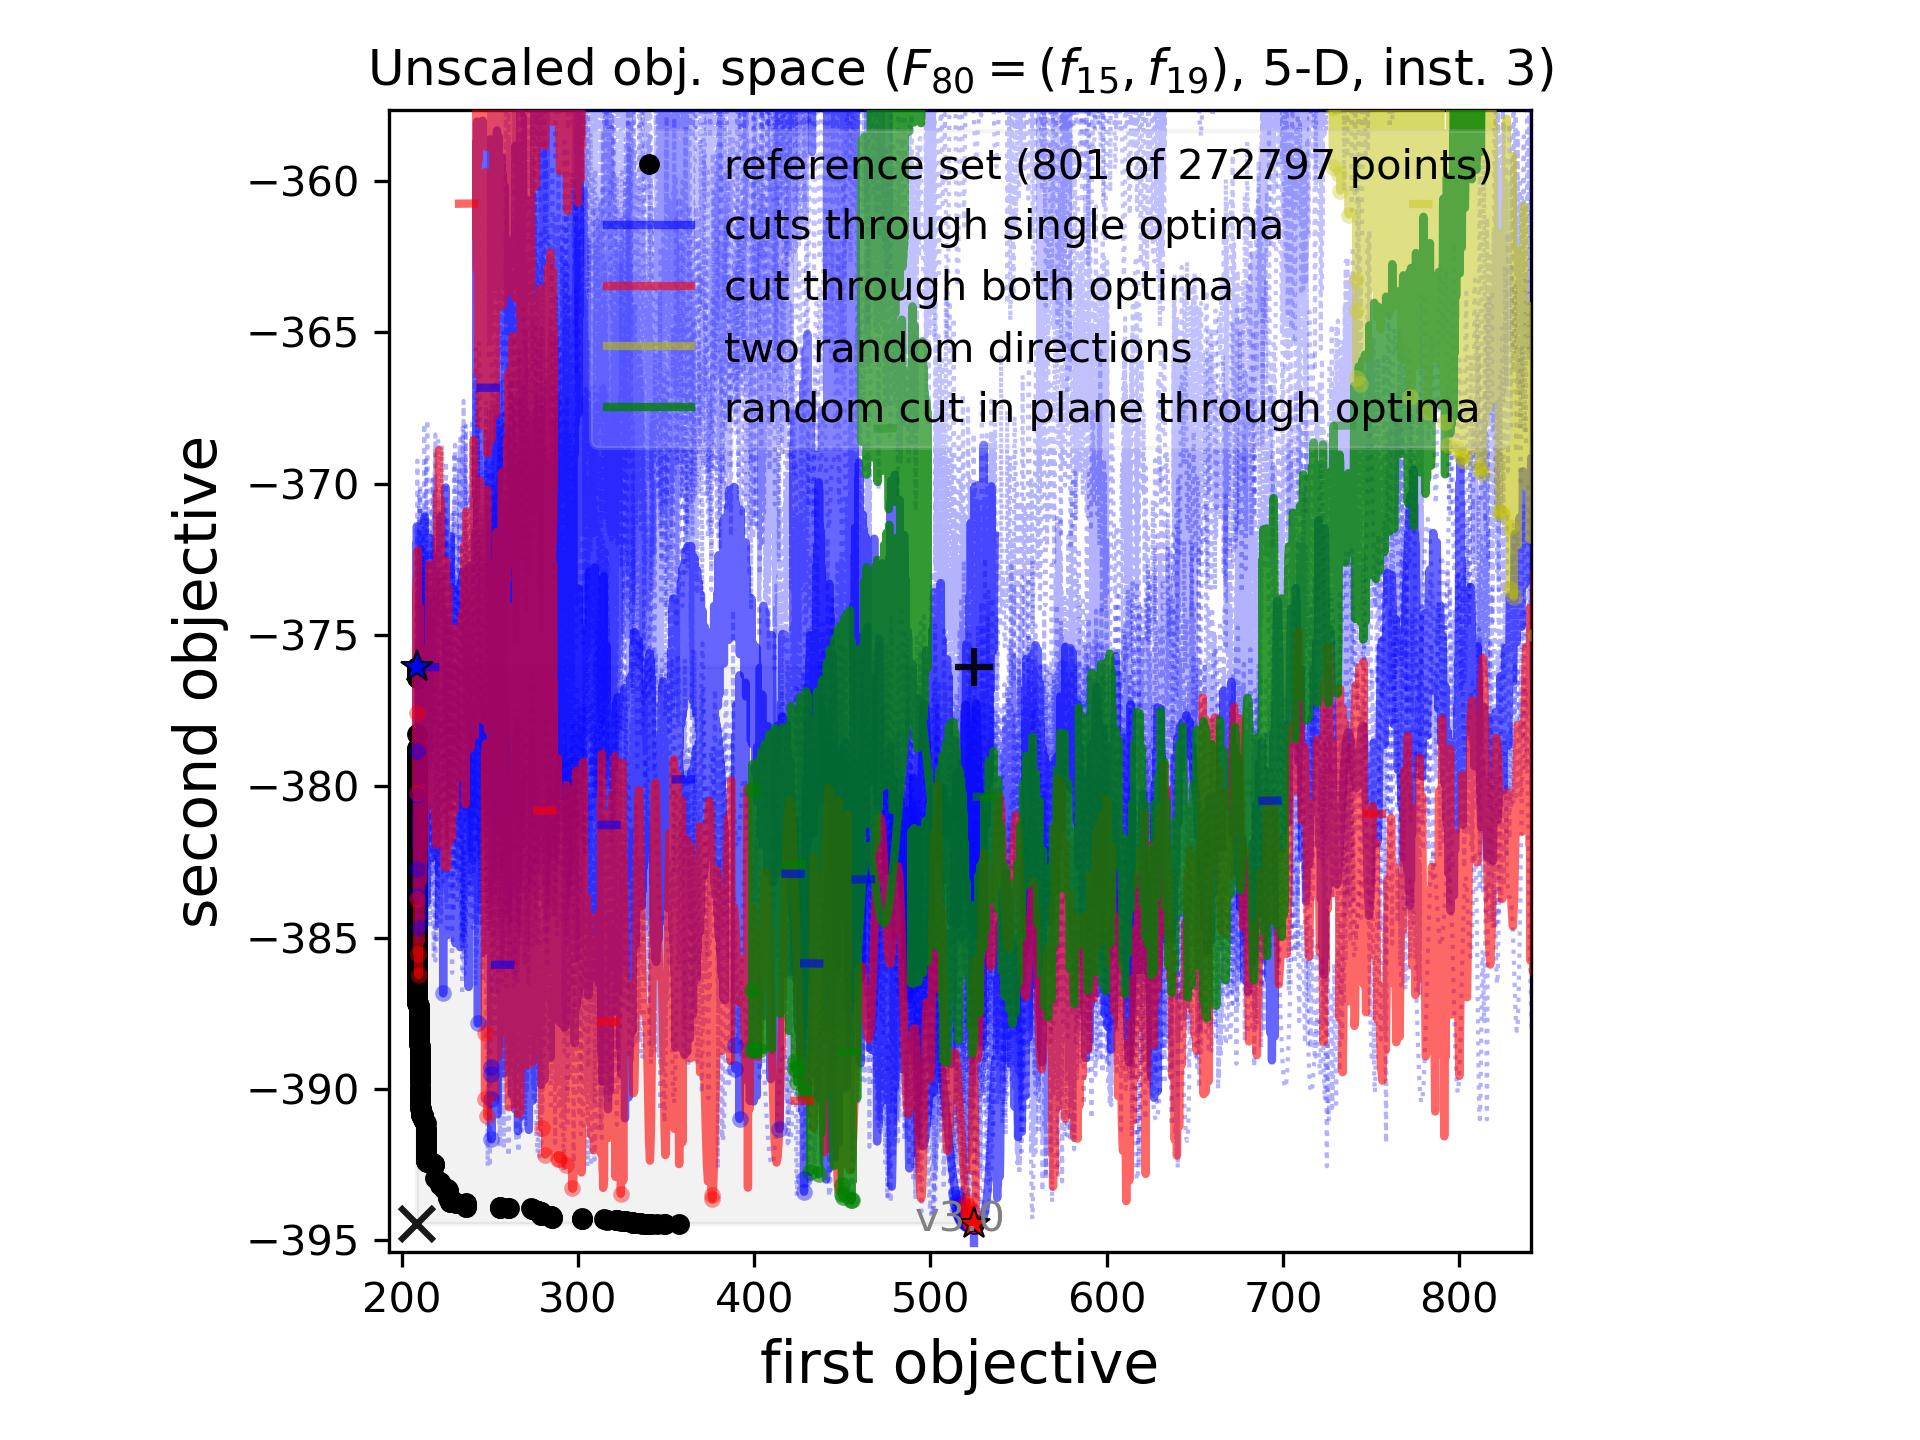 Unscaled obj. space (F₈₀ = (f₁₅, f₁₉), 5-D, inst. 3)
reference set (801 of 272797 points)
cuts through single optima
cut through both optima
two random directions
random cut in plane through optima
second objective
−360
−365
−370
−375
−380
−385
−390
−395
200
300
400
500
600
700
800
first objective